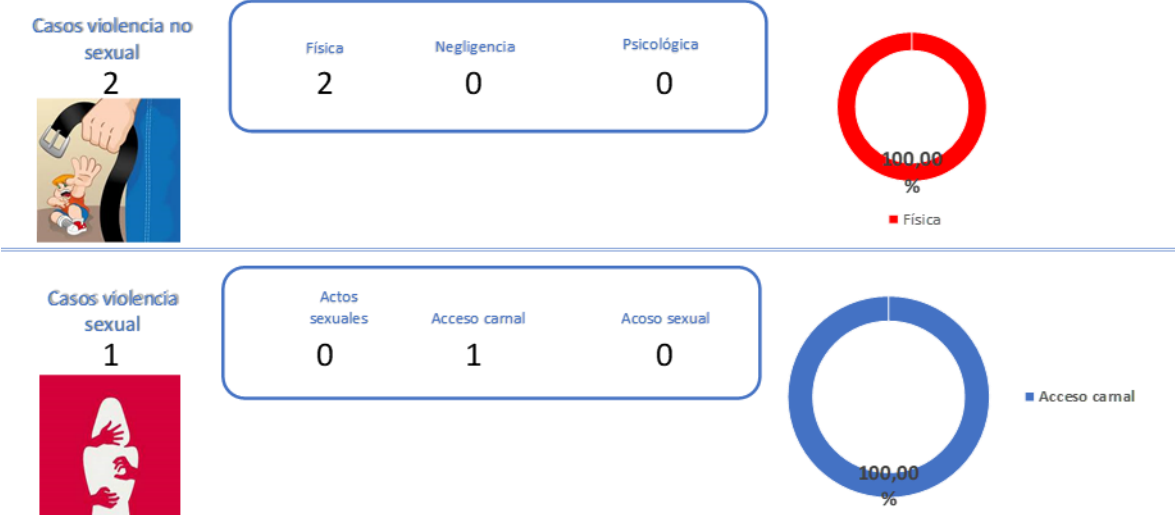 Casos violencia no
sexual
2
Física
2
Negligencia
0
Psicológica
0
100,00
%
Física
Casos violencia
sexual
1
Actos
sexuales
0
Acceso carnal
1
Acoso sexual
0
100,00
%
Acceso carnal